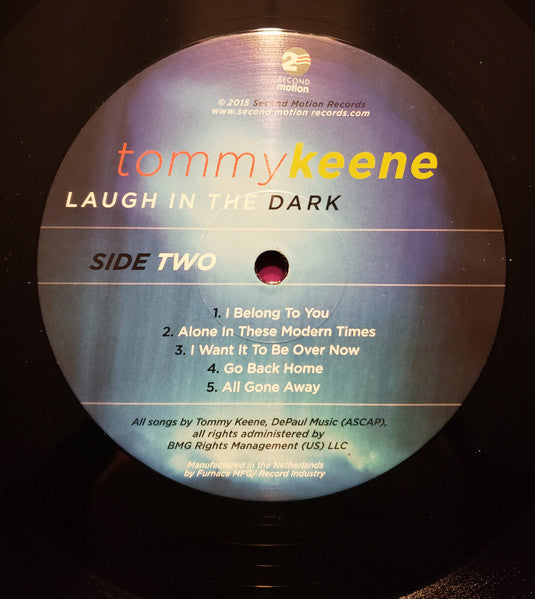 2
SECOND
motion
© 2015 Second Motion Records
www.second motion records.com
tommykeene
LAUGH IN THE DARK
SIDE TWO
1. I Belong To You
2. Alone In These Modern Times
3. I Want It To Be Over Now
4. Go Back Home
5. All Gone Away
All songs by Tommy Keene, DePaul Music (ASCAP),
all rights administered by
BMG Rights Management (US) LLC
Manufactured in the Netherlands
by Furnace MFG/ Record Industry